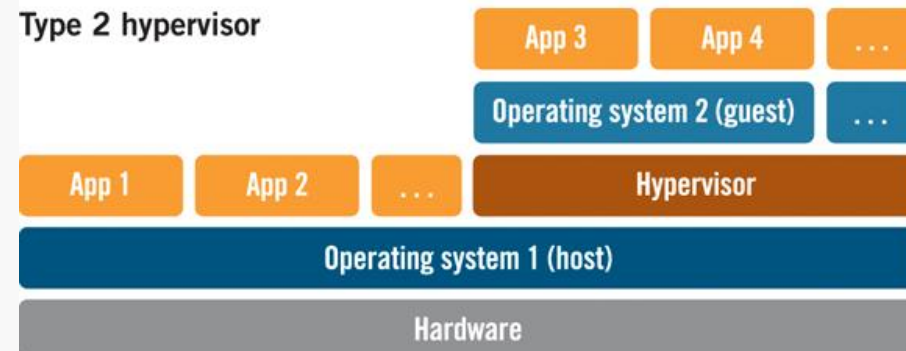 Type 2 hypervisor
App 3
App 4
...
Operating system 2 (guest)
...
App 1
App 2
...
Hypervisor
Operating system 1 (host)
Hardware